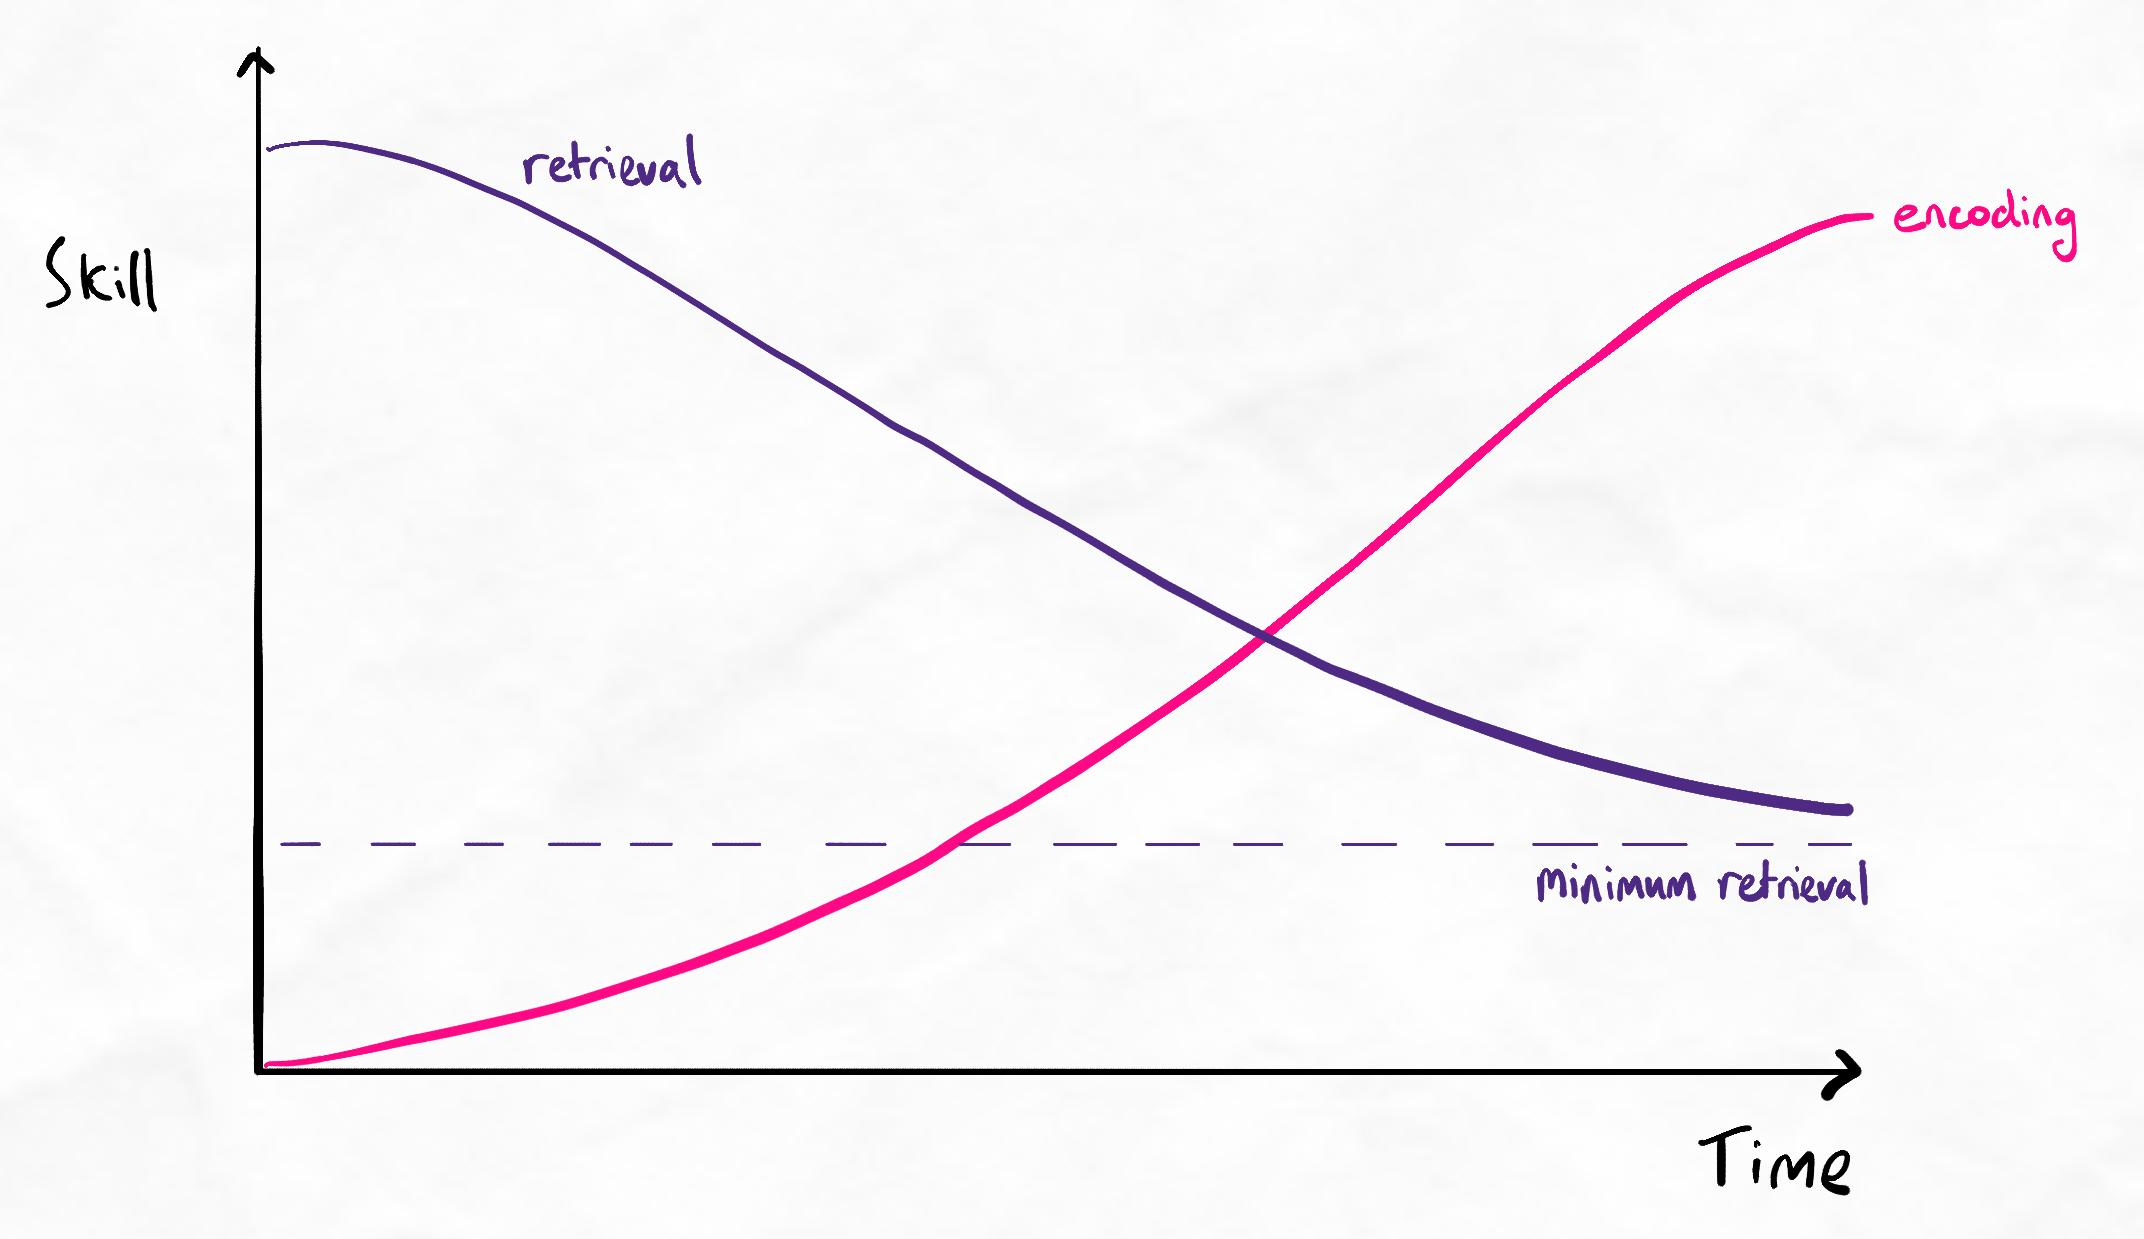 retrieval
encoding
Skill
minimum retrieval
Time